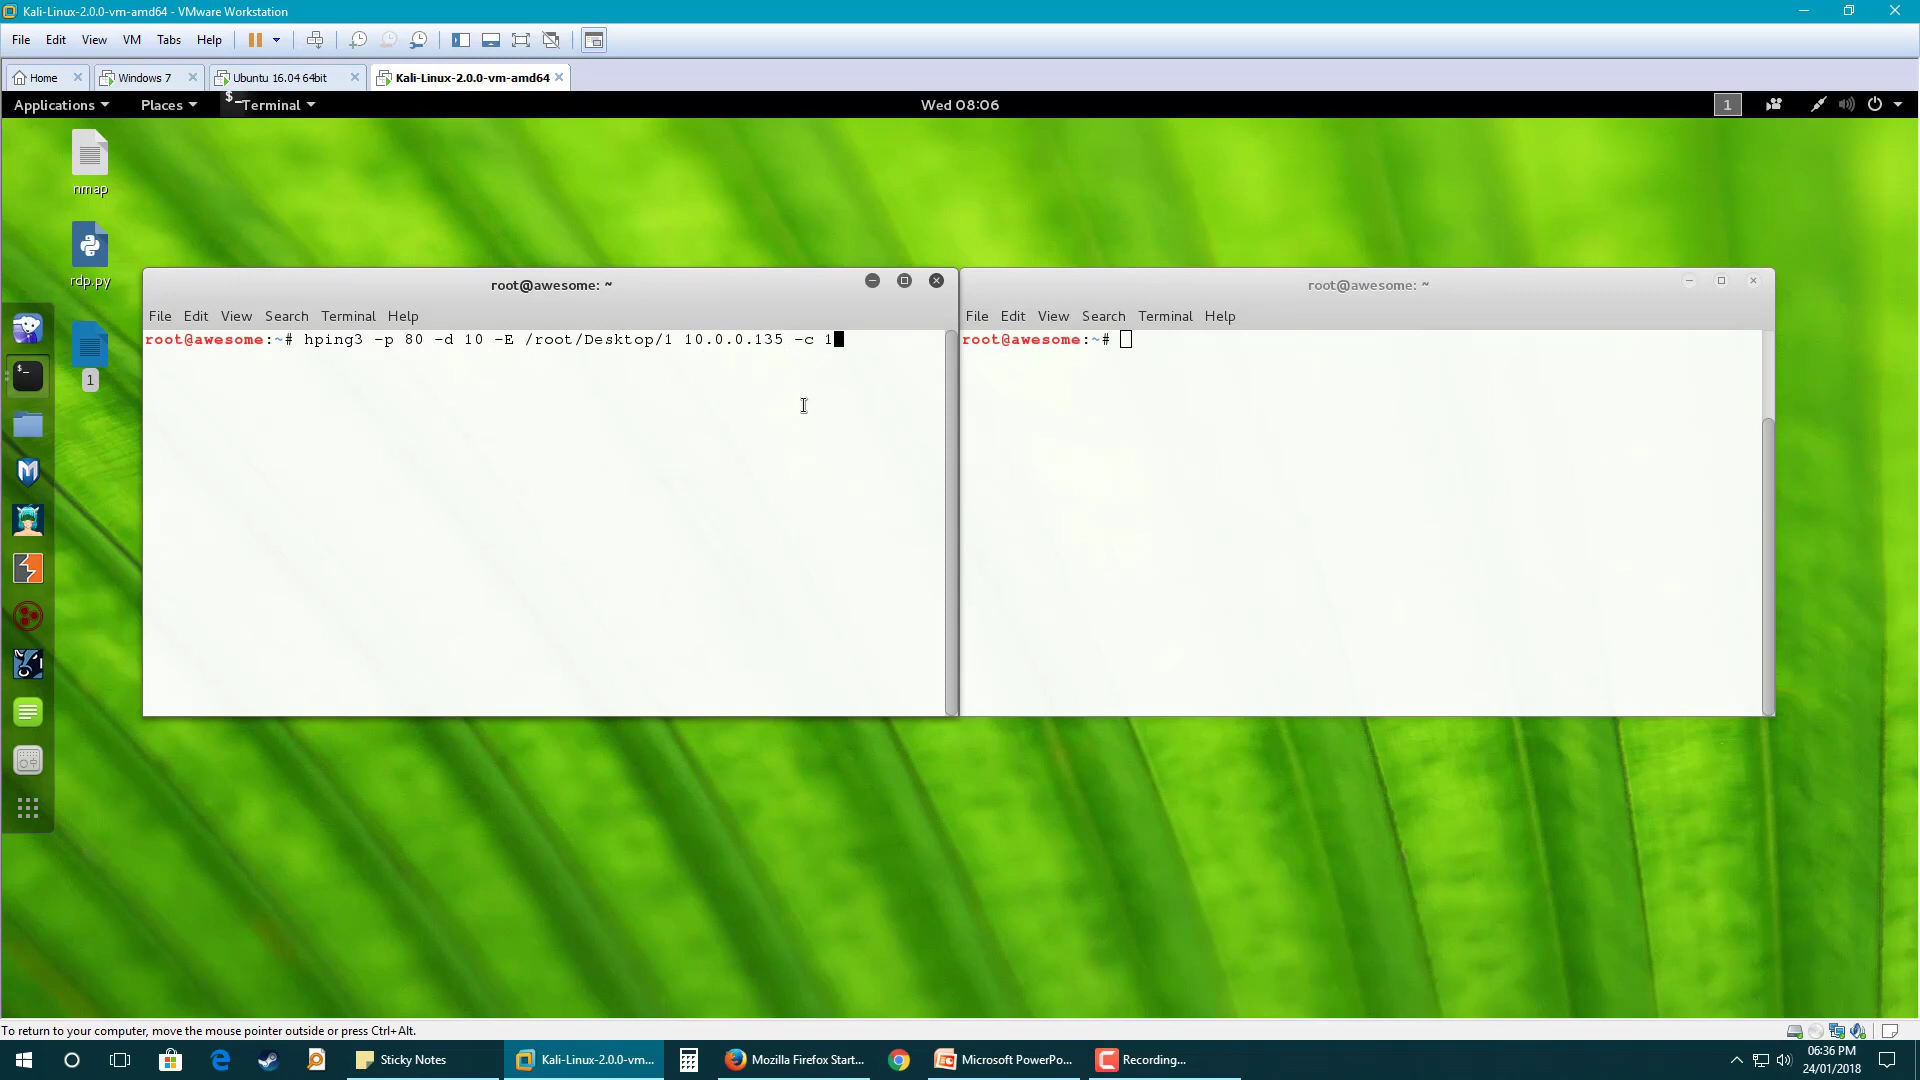 Kali-Linux-2.0.0-vm-amd64 - VMware Workstation
File Edit View VM Tabs Help
Home Windows 7 Ubuntu 16.04 64bit Kali-Linux-2.0.0-vm-amd64
Applications Places $_ Terminal Wed 08:06 1
nmap
rdp.py
1
root@awesome: ~
File Edit View Search Terminal Help
root@awesome:~# hping3 -p 80 -d 10 -E /root/Desktop/1 10.0.0.135 -c 1
root@awesome: ~
File Edit View Search Terminal Help
root@awesome:~#
To return to your computer, move the mouse pointer outside or press Ctrl+Alt.
Sticky Notes Kali-Linux-2.0.0-vm... Mozilla Firefox Start... Microsoft PowerPo... Recording...
06:36 PM
24/01/2018